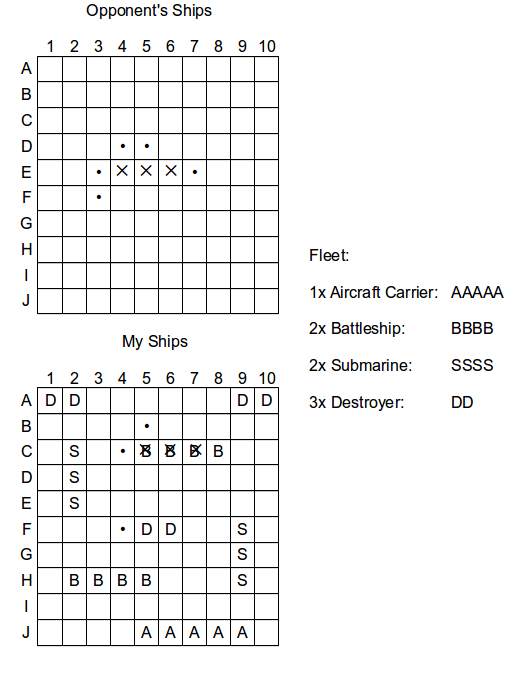 Opponent's Ships
1 2 3 4 5 6 7 8 9 10
A
B
C
D • •
E • × × × •
F •
G
H
I
J
Fleet:
1x Aircraft Carrier: AAAAA
2x Battleship: BBBB
2x Submarine: SSSS
3x Destroyer: DD
My Ships
1 2 3 4 5 6 7 8 9 10
A D D D D
B •
C S • B B B B
D S
E S
F • D D S
G S
H B B B B S
I
J A A A A A